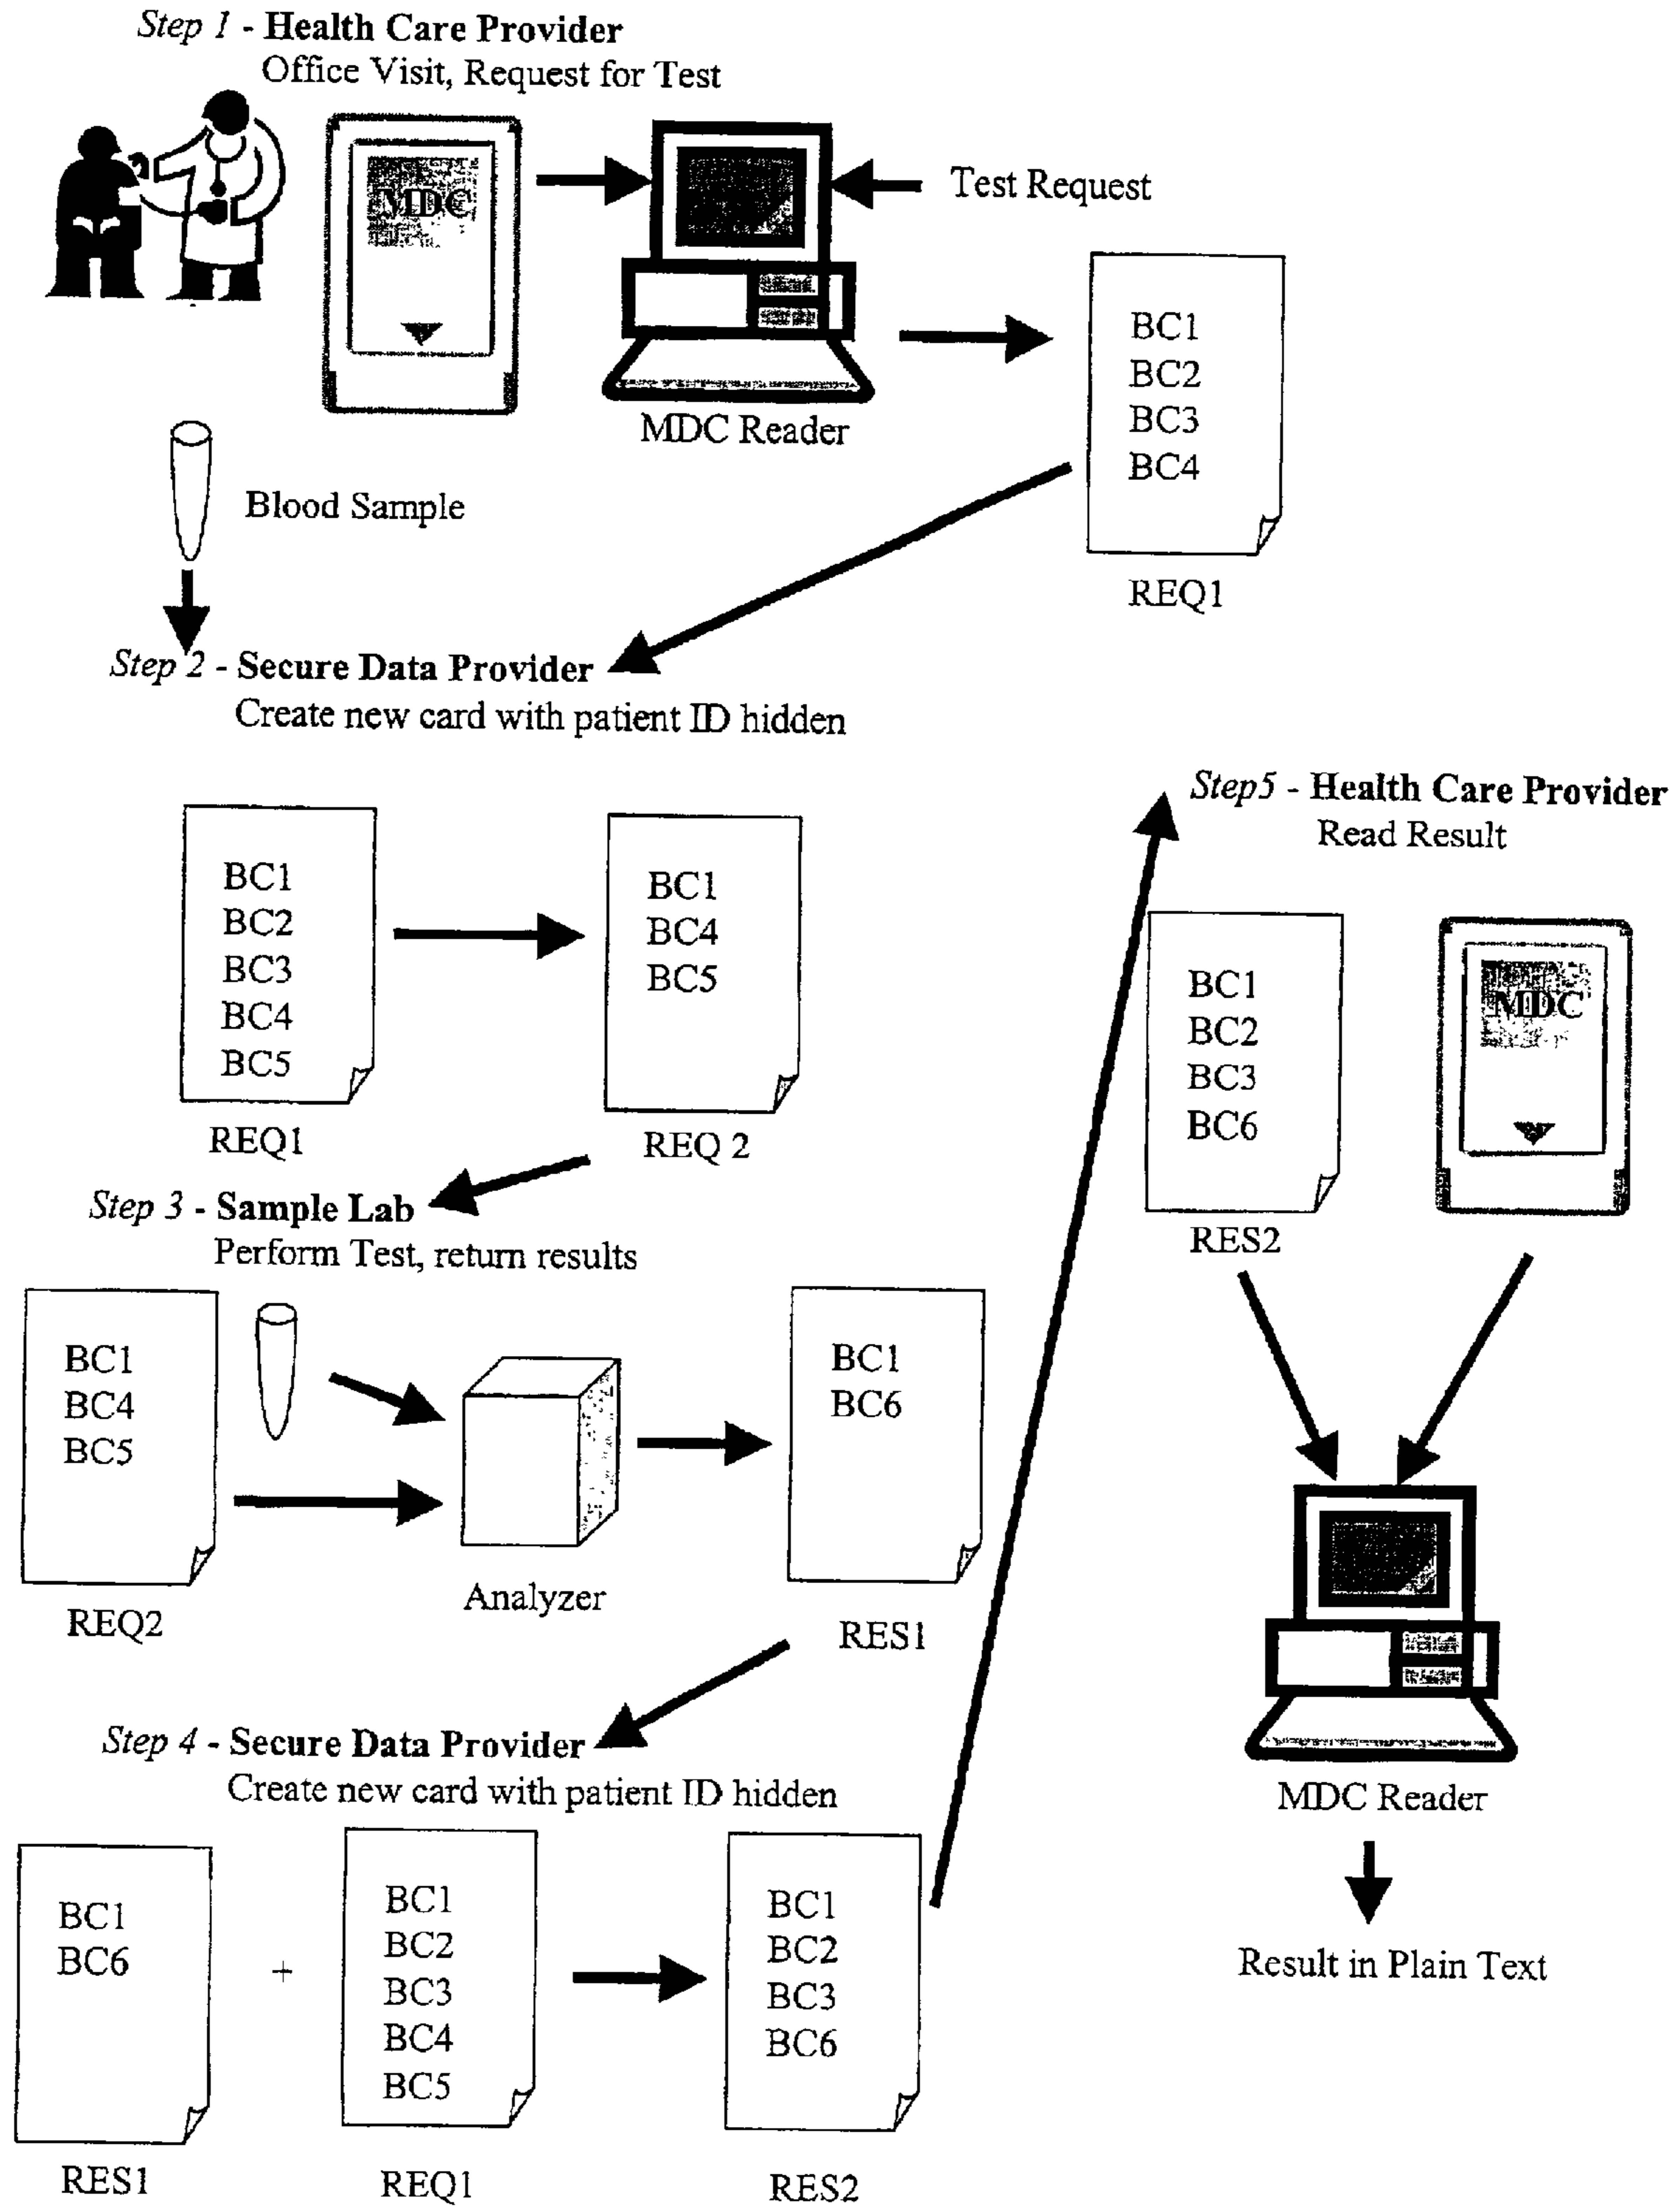 Step 1 - Health Care Provider
Office Visit, Request for Test
MDC
Test Request
MDC Reader
BC1
BC2
BC3
BC4
REQ1
Blood Sample
Step 2 - Secure Data Provider
Create new card with patient ID hidden
BC1
BC2
BC3
BC4
BC5
REQ1
BC1
BC4
BC5
REQ 2
Step 3 - Sample Lab
Perform Test, return results
BC1
BC4
BC5
REQ2
Analyzer
BC1
BC6
RES1
Step 4 - Secure Data Provider
Create new card with patient ID hidden
BC1
BC6
RES1
+
BC1
BC2
BC3
BC4
BC5
REQ1
BC1
BC2
BC3
BC6
RES2
Step5 - Health Care Provider
Read Result
BC1
BC2
BC3
BC6
RES2
MDC
MDC Reader
Result in Plain Text